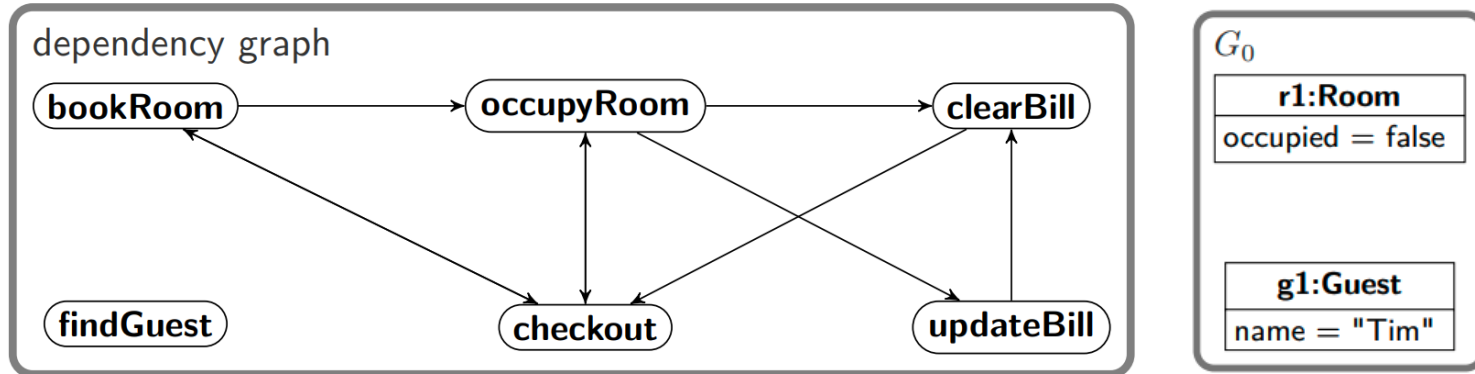 dependency graph
bookRoom
occupyRoom
clearBill
findGuest
checkout
updateBill
G₀
r1:Room
occupied = false
g1:Guest
name = "Tim"